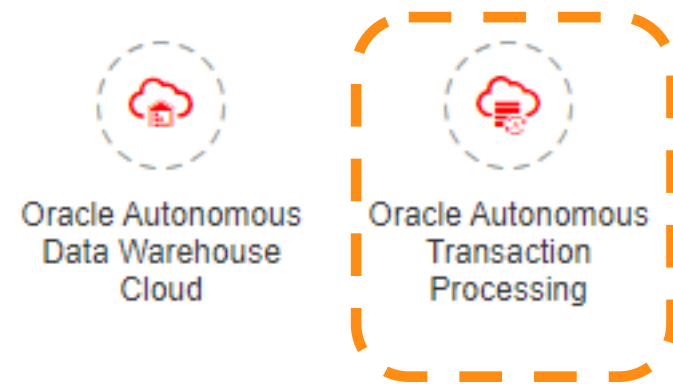 Oracle Autonomous
Data Warehouse
Cloud
Oracle Autonomous
Transaction
Processing